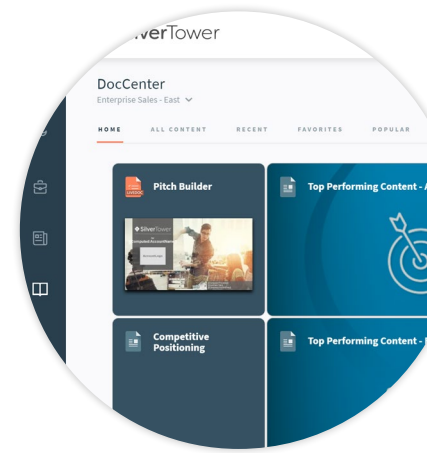 SilverTower
DocCenter
Enterprise Sales - East
HOME ALL CONTENT RECENT FAVORITES POPULAR
LIVEDOC
Pitch Builder
Top Performing Content - A
SilverTower
Competitive
Positioning
Top Performing Content -